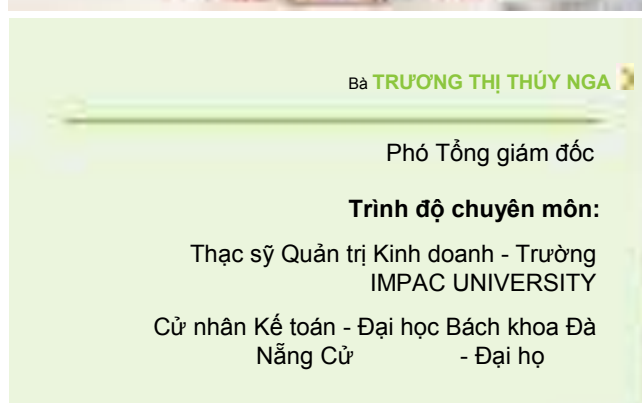 Bà TRƯƠNG THỊ THÚY NGA
Phó Tổng giám đốc
Trình độ chuyên môn:
Thạc sỹ Quản trị Kinh doanh - Trường
IMPAC UNIVERSITY
Cử nhân Kế toán - Đại học Bách khoa Đà
Nẵng Cử - Đại họ